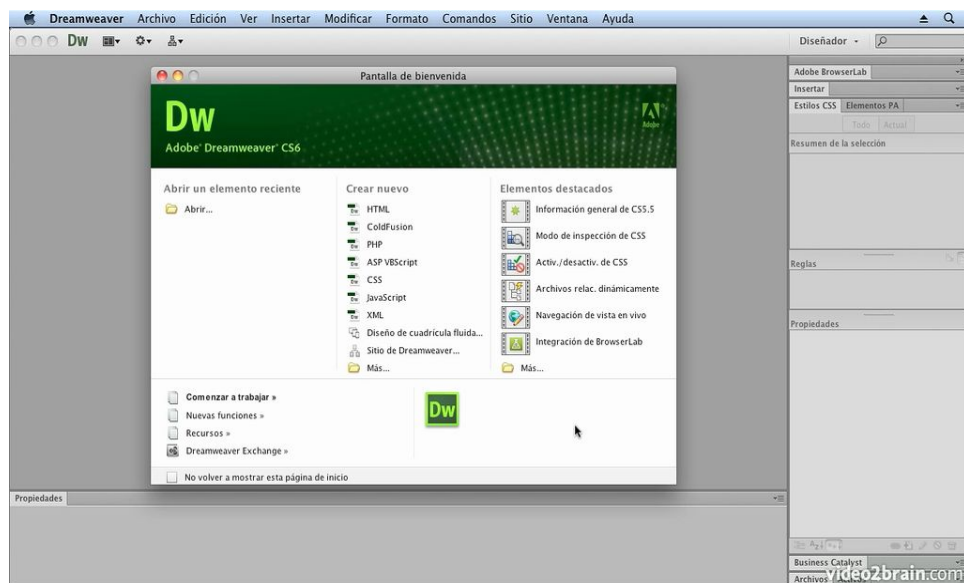 Dreamweaver Archivo Edición Ver Insertar Modificar Formato Comandos Sitio Ventana Ayuda
Dw
Diseñador
Pantalla de bienvenida
Dw
Adobe
Adobe® Dreamweaver® CS6
Abrir un elemento reciente
Abrir...
Crear nuevo
HTML
ColdFusion
PHP
ASP VBScript
CSS
JavaScript
XML
Diseño de cuadrícula fluida...
Sitio de Dreamweaver...
Más...
Elementos destacados
Información general de CS5.5
Modo de inspección de CSS
Activ./desactiv. de CSS
Archivos relac. dinámicamente
Navegación de vista en vivo
Integración de BrowserLab
Más...
Comenzar a trabajar »
Nuevas funciones »
Recursos »
Dreamweaver Exchange »
Dw
No volver a mostrar esta página de inicio
Propiedades
Adobe BrowserLab
Insertar
Estilos CSS Elementos PA
Todo Actual
Resumen de la selección
Reglas
Propiedades
Business Catalyst
Archivos
video2brain.com